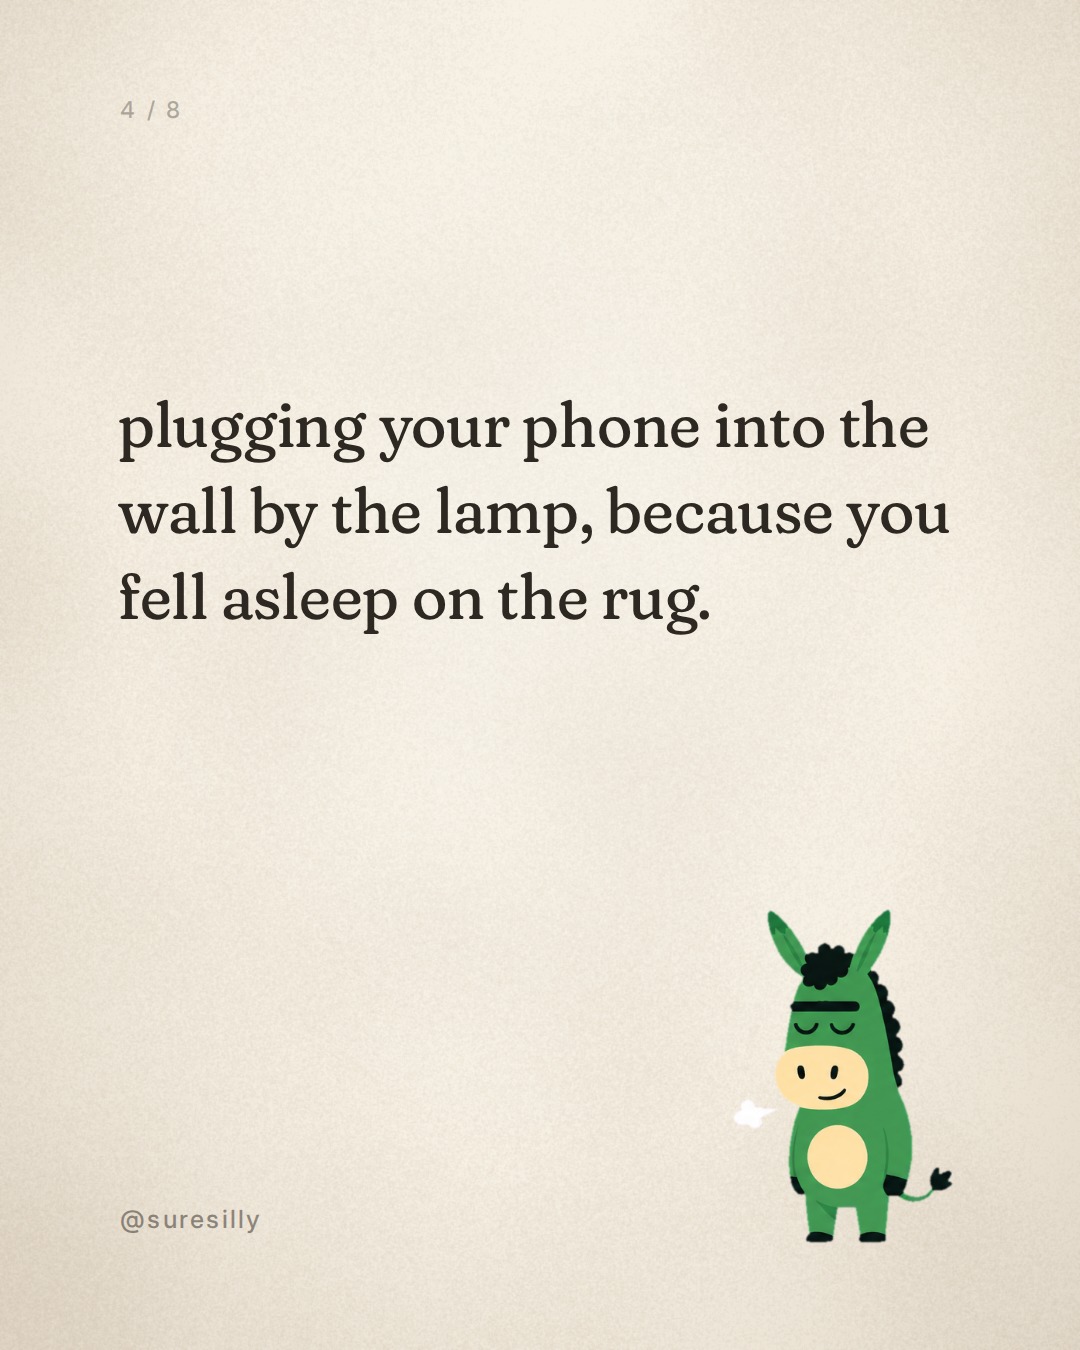 4 / 8
plugging your phone into the
wall by the lamp, because you
fell asleep on the rug.
@suresilly